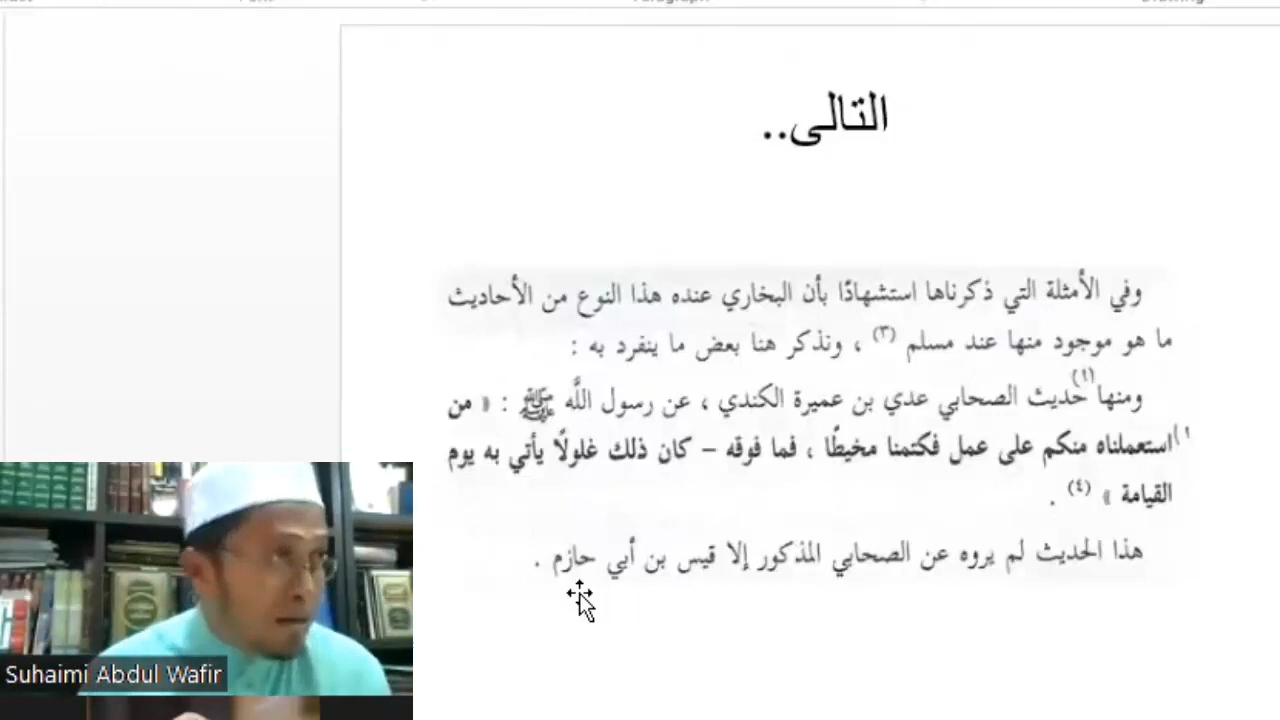 التالى..
وفي الأمثلة التي ذكرناها استشهادًا بأن البخاري عنده هذا النوع من الأحاديث
ما هو موجود منها عند مسلم (٣) ، ونذكر هنا بعض ما ينفرد به :
ومنها (١) حديث الصحابي عدي بن عميرة الكندي ، عن رسول اللَّه ﷺ : « من
استعملناه منكم على عمل فكتمنا مخيطًا ، فما فوقه – كان ذلك غلولًا يأتي به يوم
القيامة » (٤) .
هذا الحديث لم يروه عن الصحابي المذكور إلا قيس بن أبي حازم .
Suhaimi Abdul Wafir